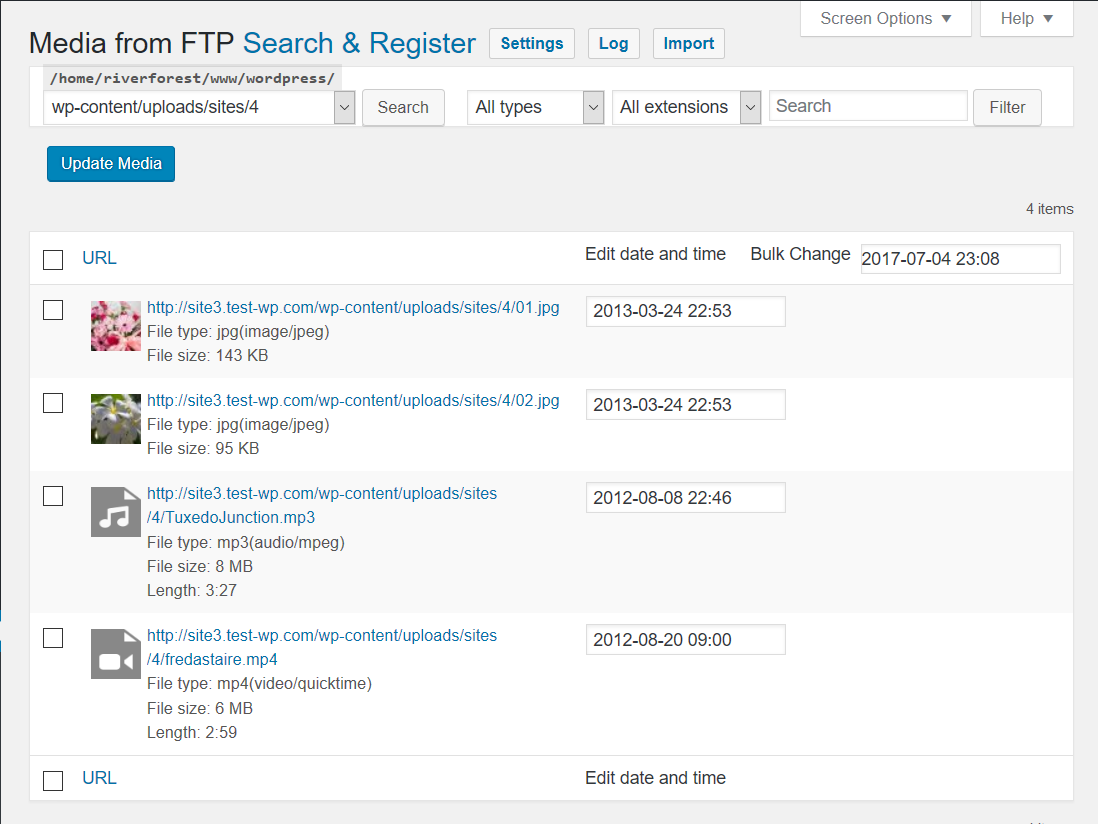 Screen Options ▼ Help ▼
Media from FTP Search & Register Settings Log Import
/home/riverforest/www/wordpress/
wp-content/uploads/sites/4 Search All types All extensions Search Filter
Update Media
4 items
URL Edit date and time Bulk Change 2017-07-04 23:08
http://site3.test-wp.com/wp-content/uploads/sites/4/01.jpg 2013-03-24 22:53
File type: jpg(image/jpeg)
File size: 143 KB
http://site3.test-wp.com/wp-content/uploads/sites/4/02.jpg 2013-03-24 22:53
File type: jpg(image/jpeg)
File size: 95 KB
http://site3.test-wp.com/wp-content/uploads/sites 2012-08-08 22:46
/4/TuxedoJunction.mp3
File type: mp3(audio/mpeg)
File size: 8 MB
Length: 3:27
http://site3.test-wp.com/wp-content/uploads/sites 2012-08-20 09:00
/4/fredastaire.mp4
File type: mp4(video/quicktime)
File size: 6 MB
Length: 2:59
URL Edit date and time